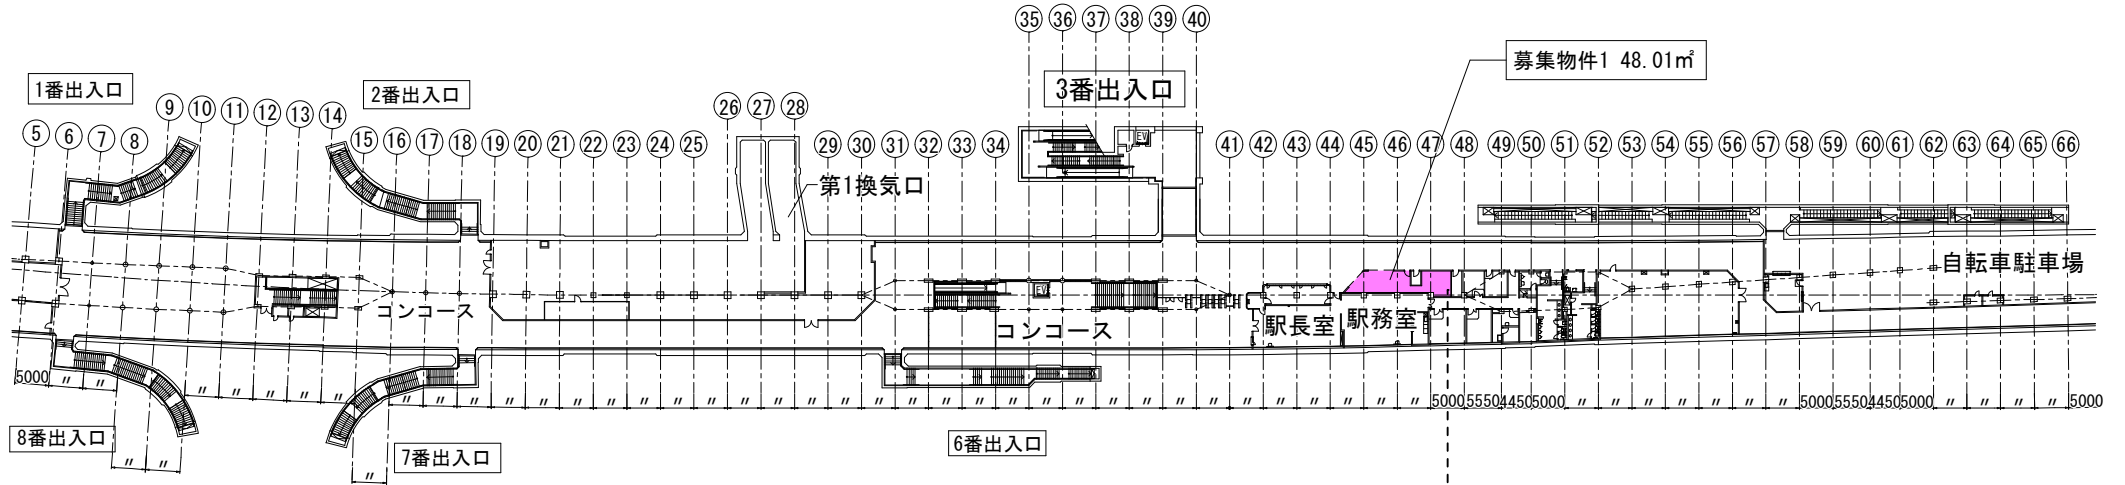 募集物件1 48.01㎡
㉟ ㊱ ㊲ ㊳ ㊴ ㊵
3番出入口
1番出入口
2番出入口
⑤ ⑥ ⑦ ⑧ ⑨ ⑩ ⑪ ⑫ ⑬ ⑭ ⑮ ⑯ ⑰ ⑱ ⑲ ⑳ ㉑ ㉒ ㉓ ㉔ ㉕ ㉖ ㉗ ㉘ ㉙ ㉚ ㉛ ㉜ ㉝ ㉞ 41 42 43 44 45 46 47 48 49 50 51 52 53 54 55 56 57 58 59 60 61 62 63 64 65 66
EV
第1換気口
自転車駐車場
EV
コンコース
コンコース
駅長室
駅務室
5000 〃 〃 〃 〃 〃 〃 〃 〃 〃 〃 〃 〃 〃 〃 〃 〃 〃 〃 〃 〃 〃 〃 〃 〃 〃 〃 〃 〃 〃 〃 〃 〃 〃 〃 〃 〃 〃 〃 〃 〃 〃 5000 5550 4450 5000 〃 〃 〃 〃 〃 〃 〃 5000 5550 4450 5000 〃 〃 〃 〃 5000
8番出入口
7番出入口
6番出入口